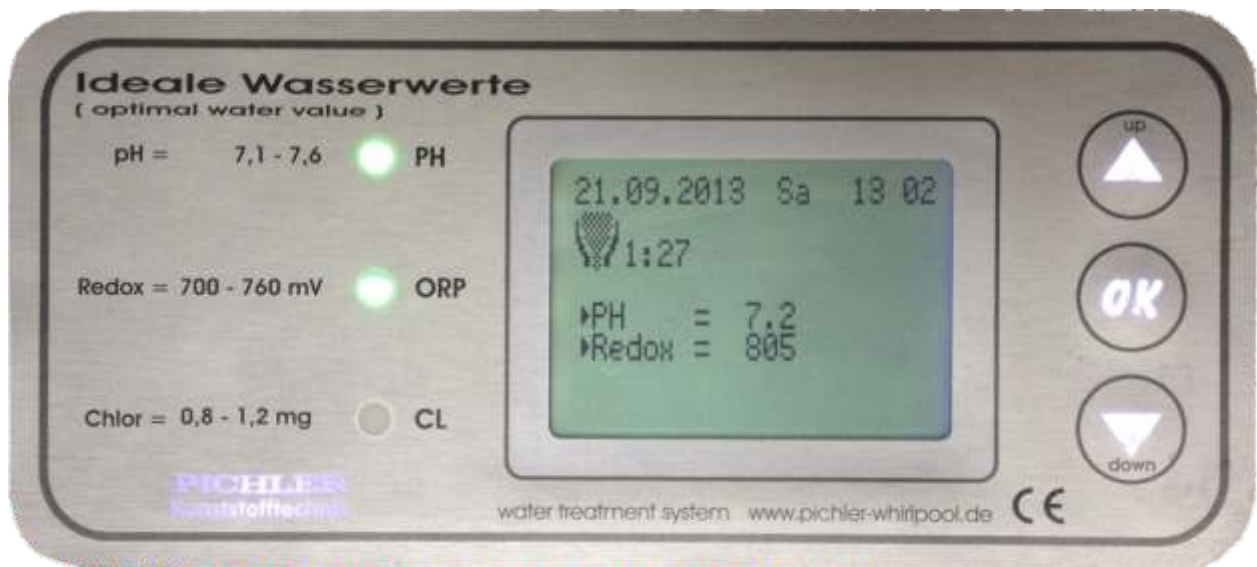 Ideale Wasserwerte
( optimal water value )
pH = 7,1 - 7,6 PH
Redox = 700 - 760 mV ORP
Chlor = 0,8 - 1,2 mg CL
PICHLER
Kunststofftechnik
21.09.2013 Sa 13 02
1:27
PH = 7.2
Redox = 805
water treatment system www.pichler-whirlpool.de CE
up
OK
down